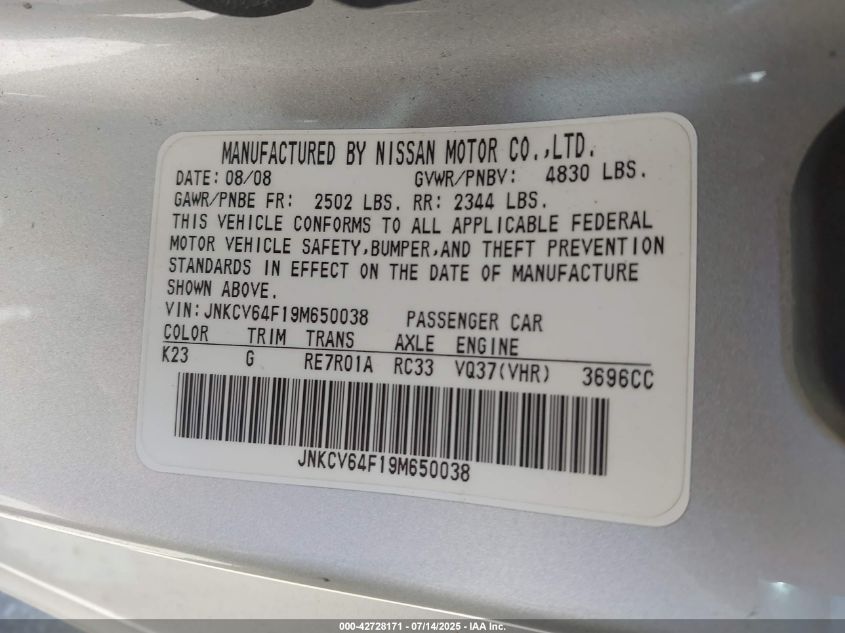 MANUFACTURED BY NISSAN MOTOR CO.,LTD.
DATE: 08/08 GVWR/PNBV: 4830 LBS.
GAWR/PNBE FR: 2502 LBS. RR: 2344 LBS.
THIS VEHICLE CONFORMS TO ALL APPLICABLE FEDERAL
MOTOR VEHICLE SAFETY,BUMPER,AND THEFT PREVENTION
STANDARDS IN EFFECT ON THE DATE OF MANUFACTURE
SHOWN ABOVE.
VIN:JNKCV64F19M650038 PASSENGER CAR
COLOR TRIM TRANS AXLE ENGINE
K23 G RE7R01A RC33 VQ37(VHR) 3696CC
JNKCV64F19M650038
000-42728171 - 07/14/2025 - IAA Inc.